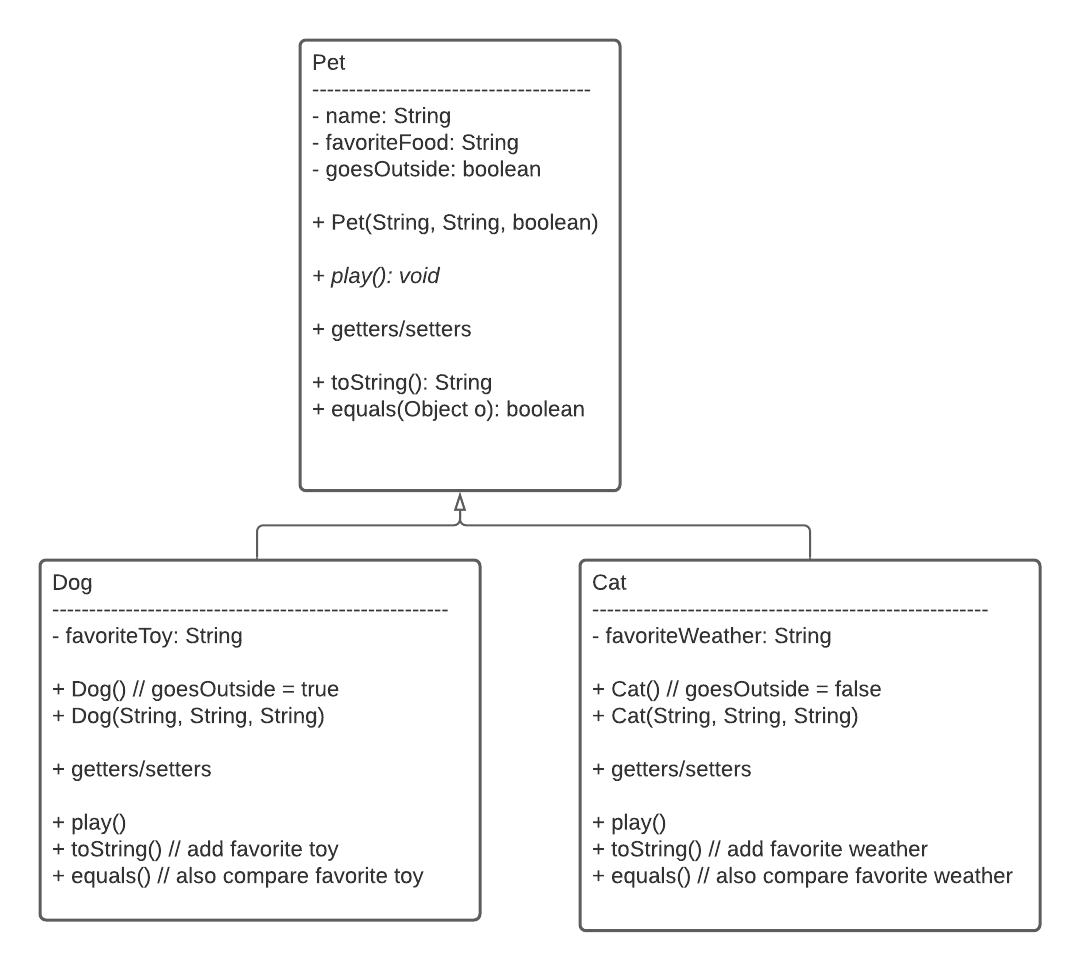 Pet
--------------------------------------
- name: String
- favoriteFood: String
- goesOutside: boolean
+ Pet(String, String, boolean)
+ play(): void
+ getters/setters
+ toString(): String
+ equals(Object o): boolean
Dog
------------------------------------------------------
- favoriteToy: String
+ Dog() // goesOutside = true
+ Dog(String, String, String)
+ getters/setters
+ play()
+ toString() // add favorite toy
+ equals() // also compare favorite toy
Cat
------------------------------------------------------
- favoriteWeather: String
+ Cat() // goesOutside = false
+ Cat(String, String, String)
+ getters/setters
+ play()
+ toString() // add favorite weather
+ equals() // also compare favorite weather